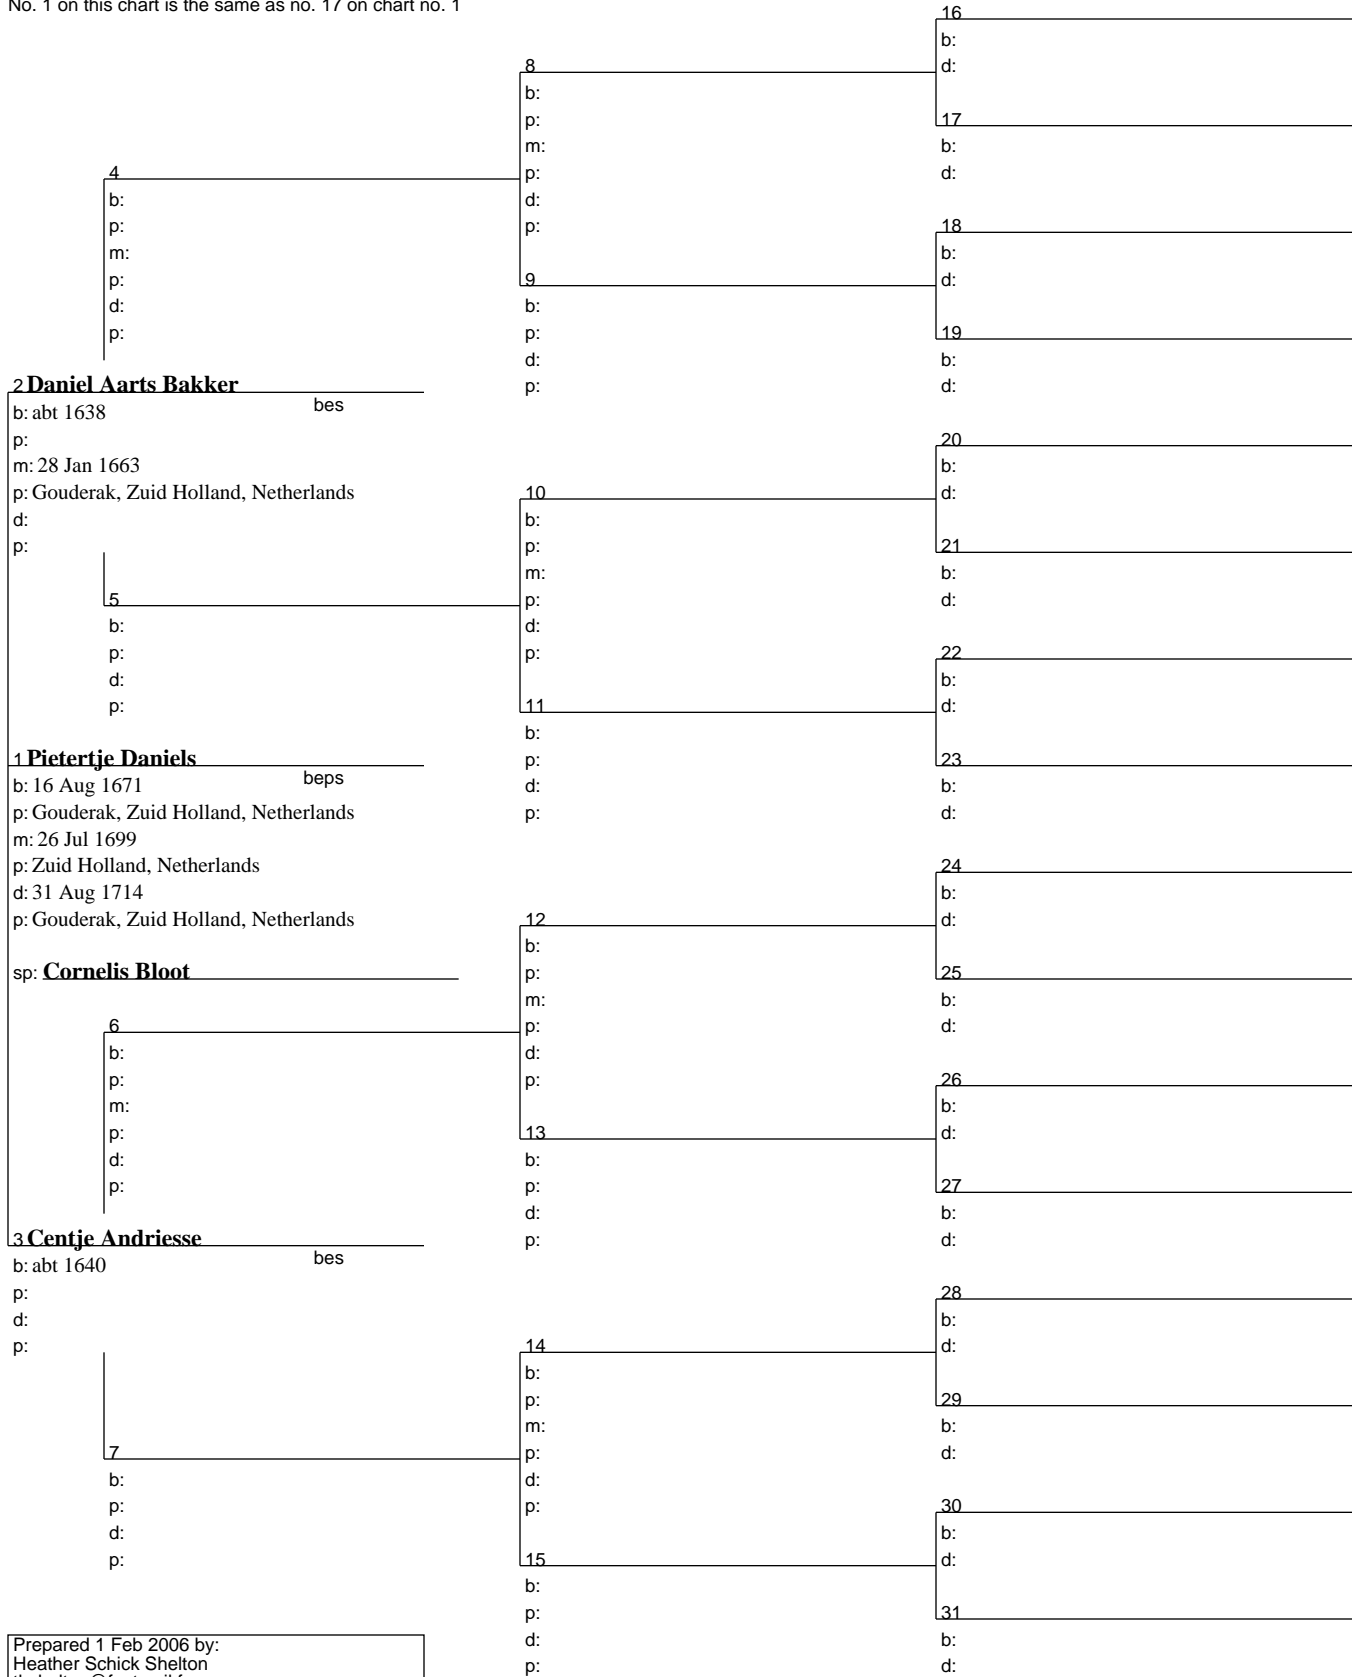 No. 1 on this chart is the same as no. 17 on chart no. 1
2 Daniel Aarts Bakker
bes
b: abt 1638
p:
m: 28 Jan 1663
p: Gouderak, Zuid Holland, Netherlands
d:
p:
1 Pietertje Daniels
beps
b: 16 Aug 1671
p: Gouderak, Zuid Holland, Netherlands
m: 26 Jul 1699
p: Zuid Holland, Netherlands
d: 31 Aug 1714
p: Gouderak, Zuid Holland, Netherlands
sp: Cornelis Bloot
3 Centje Andriesse
bes
b: abt 1640
p:
d:
p:
4
b:
p:
m:
p:
d:
p:
5
b:
p:
d:
p:
6
b:
p:
m:
p:
d:
p:
7
b:
p:
d:
p:
8
b:
p:
m:
p:
d:
p:
9
b:
p:
d:
p:
10
b:
p:
m:
p:
d:
p:
11
b:
p:
d:
p:
12
b:
p:
m:
p:
d:
p:
13
b:
p:
d:
p:
14
b:
p:
m:
p:
d:
p:
15
b:
p:
d:
p:
16
b:
d:
17
b:
d:
18
b:
d:
19
b:
d:
20
b:
d:
21
b:
d:
22
b:
d:
23
b:
d:
24
b:
d:
25
b:
d:
26
b:
d:
27
b:
d:
28
b:
d:
29
b:
d:
30
b:
d:
31
b:
d:
Prepared 1 Feb 2006 by:
Heather Schick Shelton